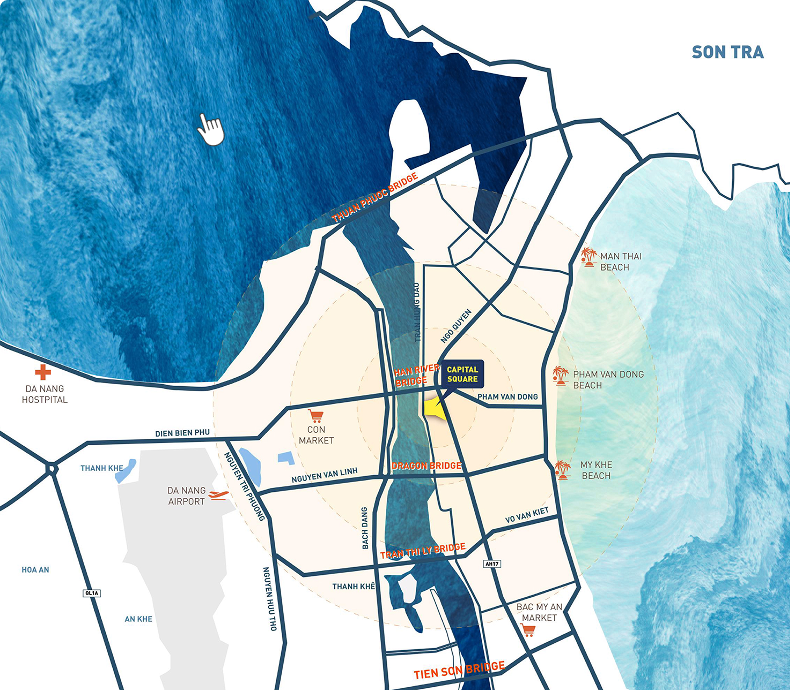 SON TRA
THUAN PHUOC BRIDGE
MAN THAI
BEACH
TRAN HUNG DAO
NGO QUYEN
HAN RIVER
BRIDGE
CAPITAL
SQUARE
PHAM VAN DONG
BEACH
DA NANG
HOSTPITAL
PHAM VAN DONG
CON
MARKET
DIEN BIEN PHU
THANH KHE
NGUYEN TRI PHUONG
NGUYEN VAN LINH
DRAGON BRIDGE
MY KHE
BEACH
DA NANG
AIRPORT
BACH DANG
VO VAN KIET
TRAN THI LY BRIDGE
AH17
HOA AN
THANH KHÊ
QL1A
NGUYEN HUU THO
AN KHE
BAC MY AN
MARKET
TIEN SON BRIDGE